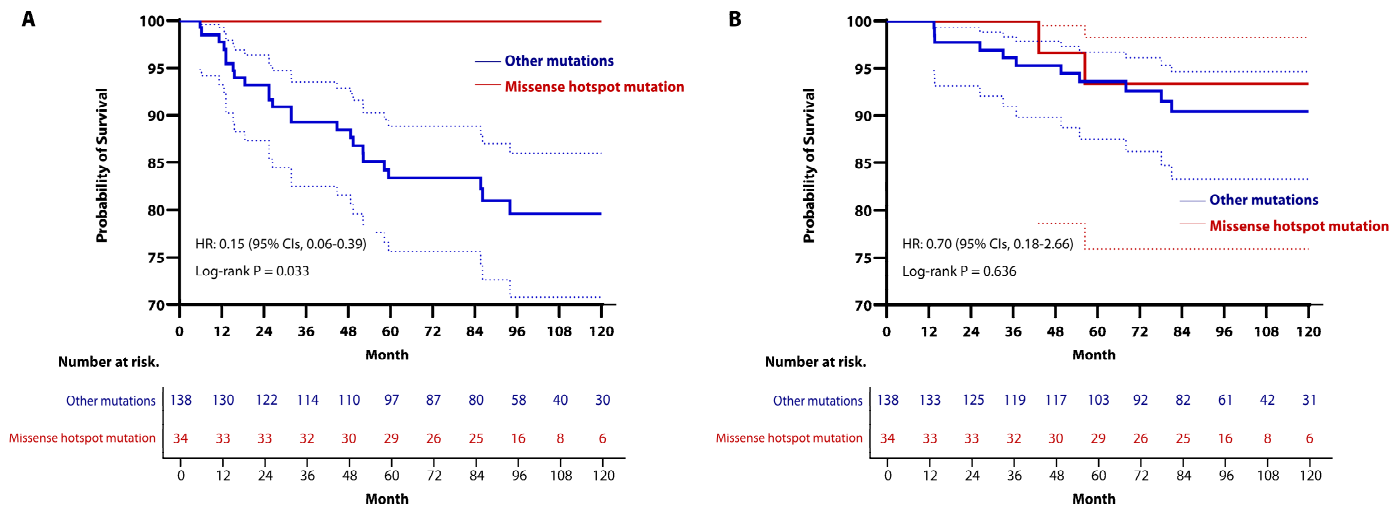 A
100
95
90
85
80
75
70
Probability of Survival
Other mutations
Missense hotspot mutation
HR: 0.15 (95% CIs, 0.06-0.39)
Log-rank P = 0.033
0 12 24 36 48 60 72 84 96 108 120
Month
Number at risk.
Other mutations 138 130 122 114 110 97 87 80 58 40 30
Missense hotspot mutation 34 33 33 32 30 29 26 25 16 8 6
0 12 24 36 48 60 72 84 96 108 120
Month
B
100
95
90
85
80
75
70
Probability of Survival
Other mutations
Missense hotspot mutation
HR: 0.70 (95% CIs, 0.18-2.66)
Log-rank P = 0.636
0 12 24 36 48 60 72 84 96 108 120
Month
Number at risk.
Other mutations 138 133 125 119 117 103 92 82 61 42 31
Missense hotspot mutation 34 33 33 32 30 29 26 25 16 8 6
0 12 24 36 48 60 72 84 96 108 120
Month